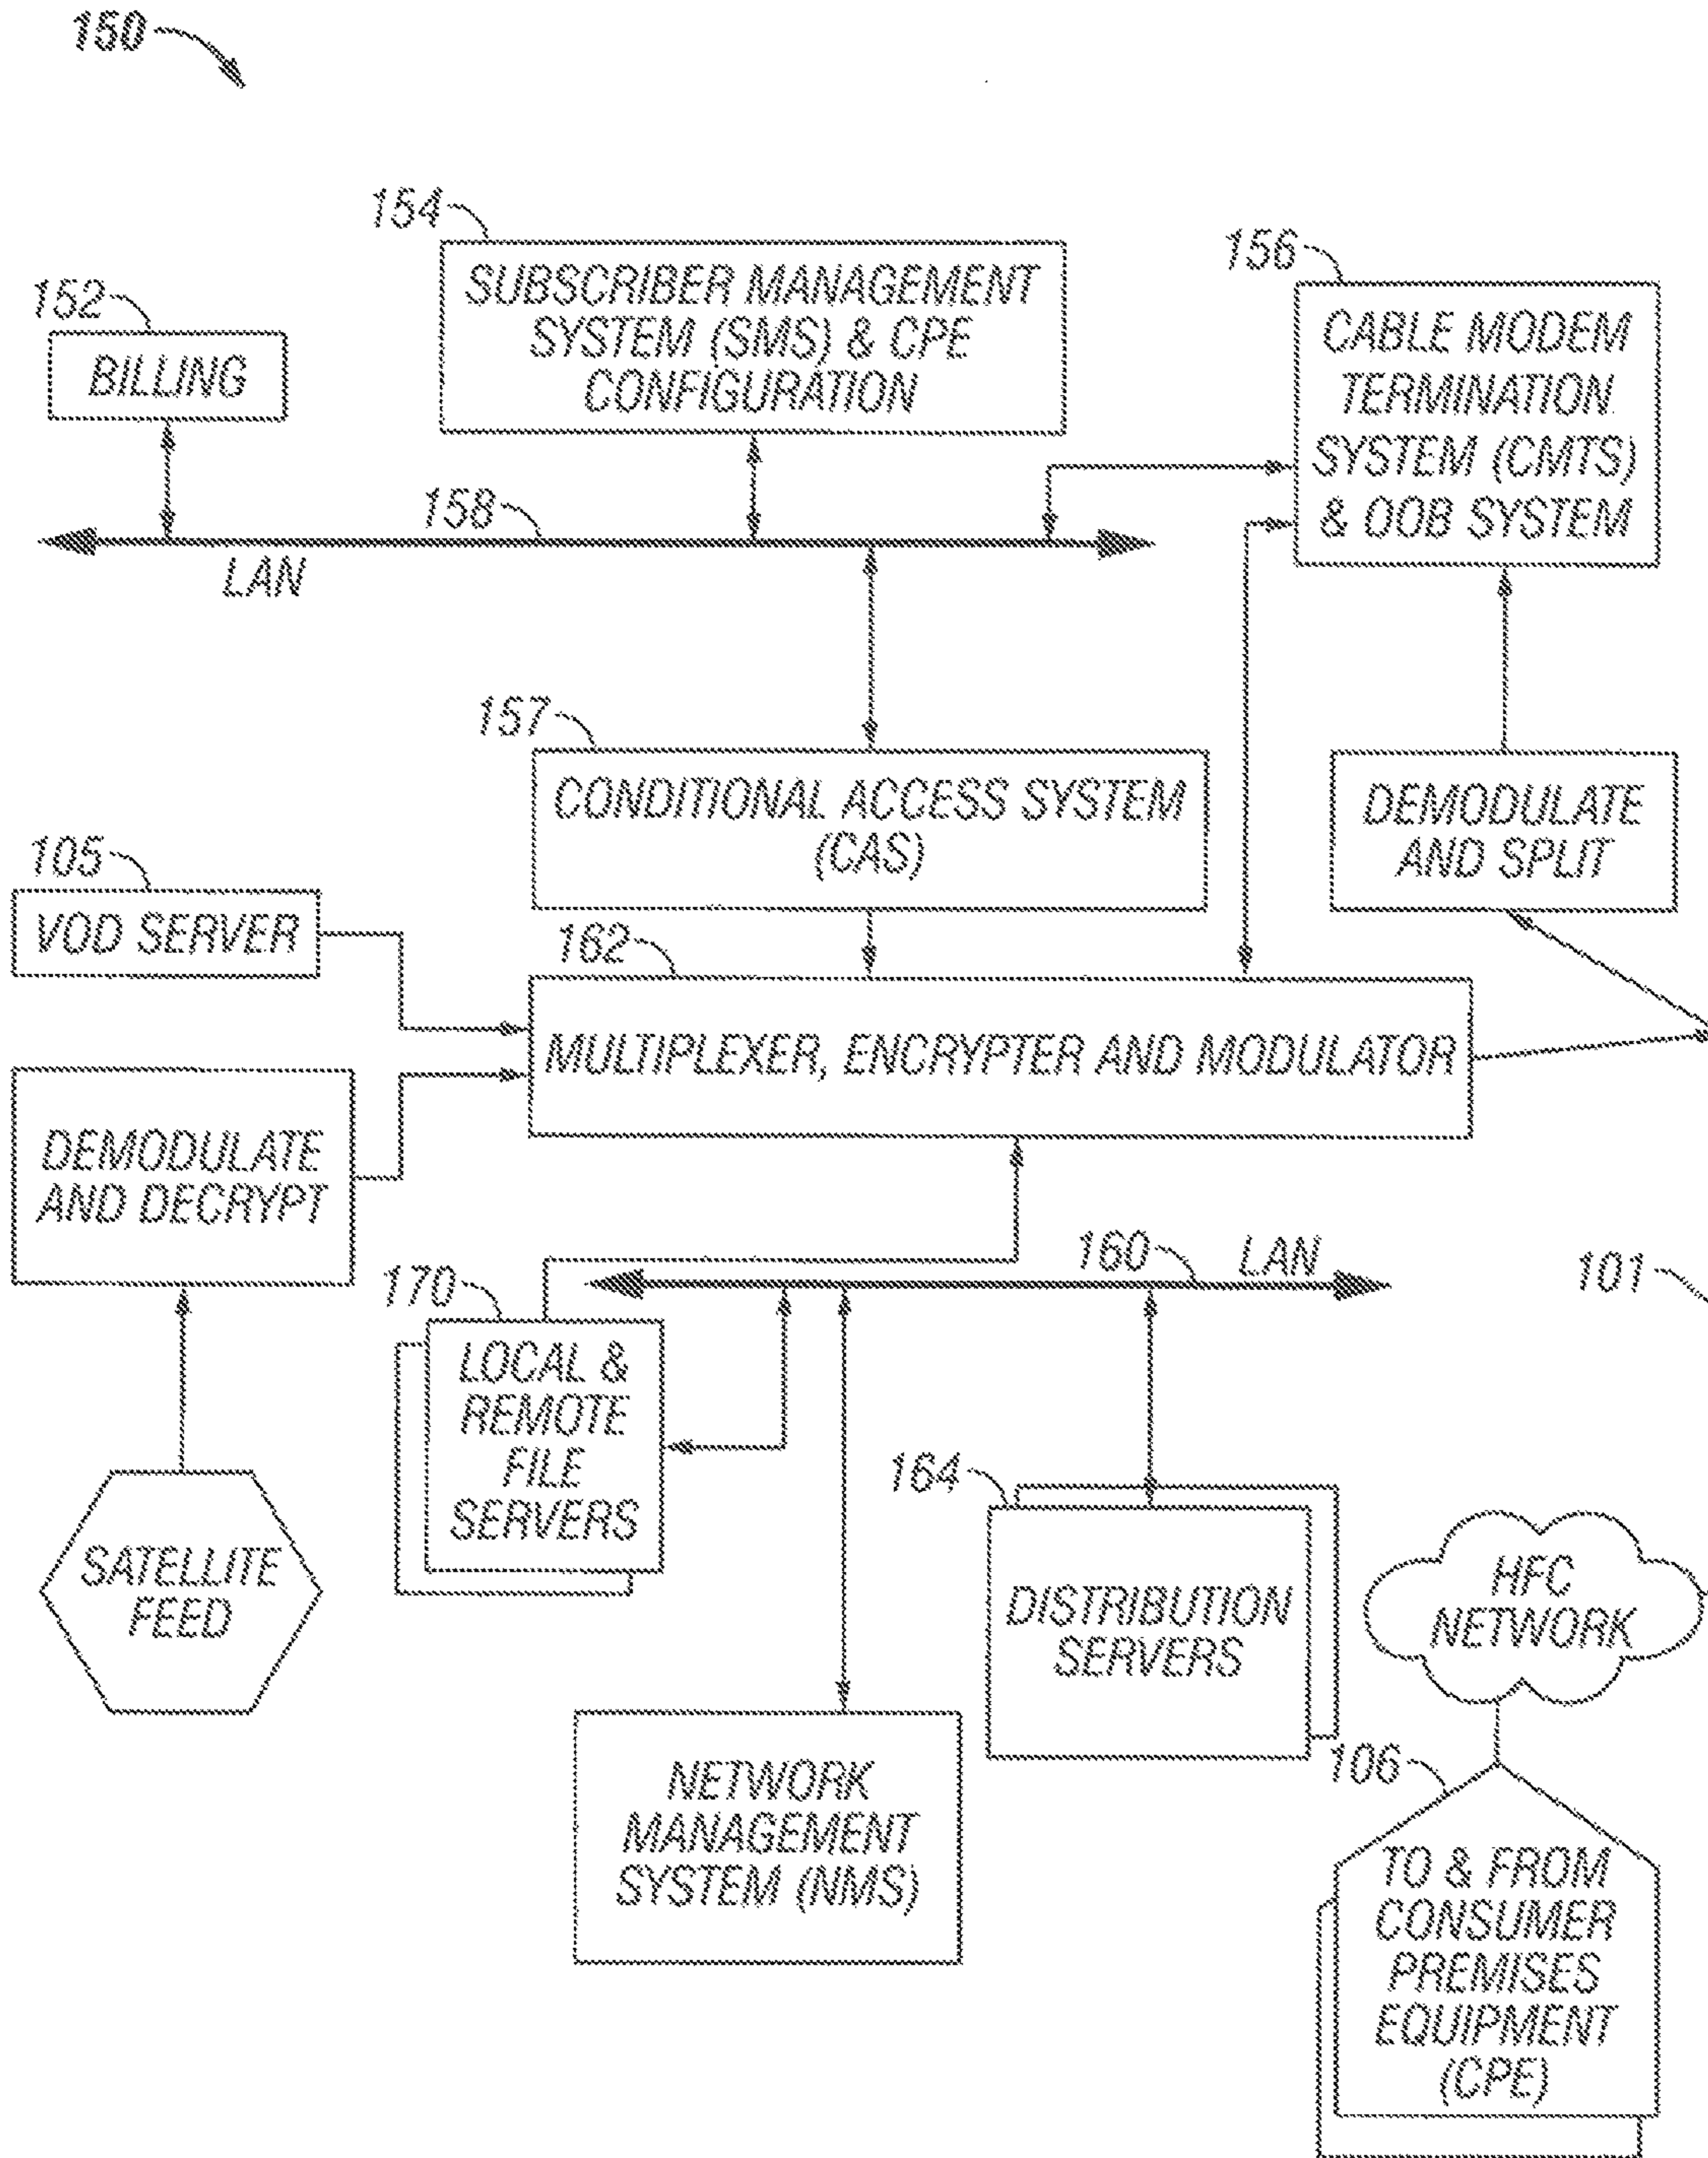 150
154
SUBSCRIBER MANAGEMENT
SYSTEM (SMS) & CPE
CONFIGURATION
156
CABLE MODEM
TERMINATION
SYSTEM (CMTS)
& OOB SYSTEM
152
BILLING
158
LAN
157
CONDITIONAL ACCESS SYSTEM
(CAS)
DEMODULATE
AND SPLIT
105
VOD SERVER
162
MULTIPLEXER, ENCRYPTER AND MODULATOR
DEMODULATE
AND DECRYPT
160
LAN
101
170
LOCAL &
REMOTE
FILE
SERVERS
164
DISTRIBUTION
SERVERS
SATELLITE
FEED
HFC
NETWORK
NETWORK
MANAGEMENT
SYSTEM (NMS)
106
TO & FROM
CONSUMER
PREMISES
EQUIPMENT
(CPE)